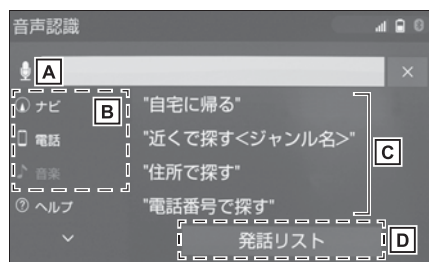 音声認識
A
×
ナビ
B
"自宅に帰る"
電話
"近くで探す<ジャンル名>"
C
音楽
"住所で探す"
? ヘルプ
"電話番号で探す"
発話リスト
D